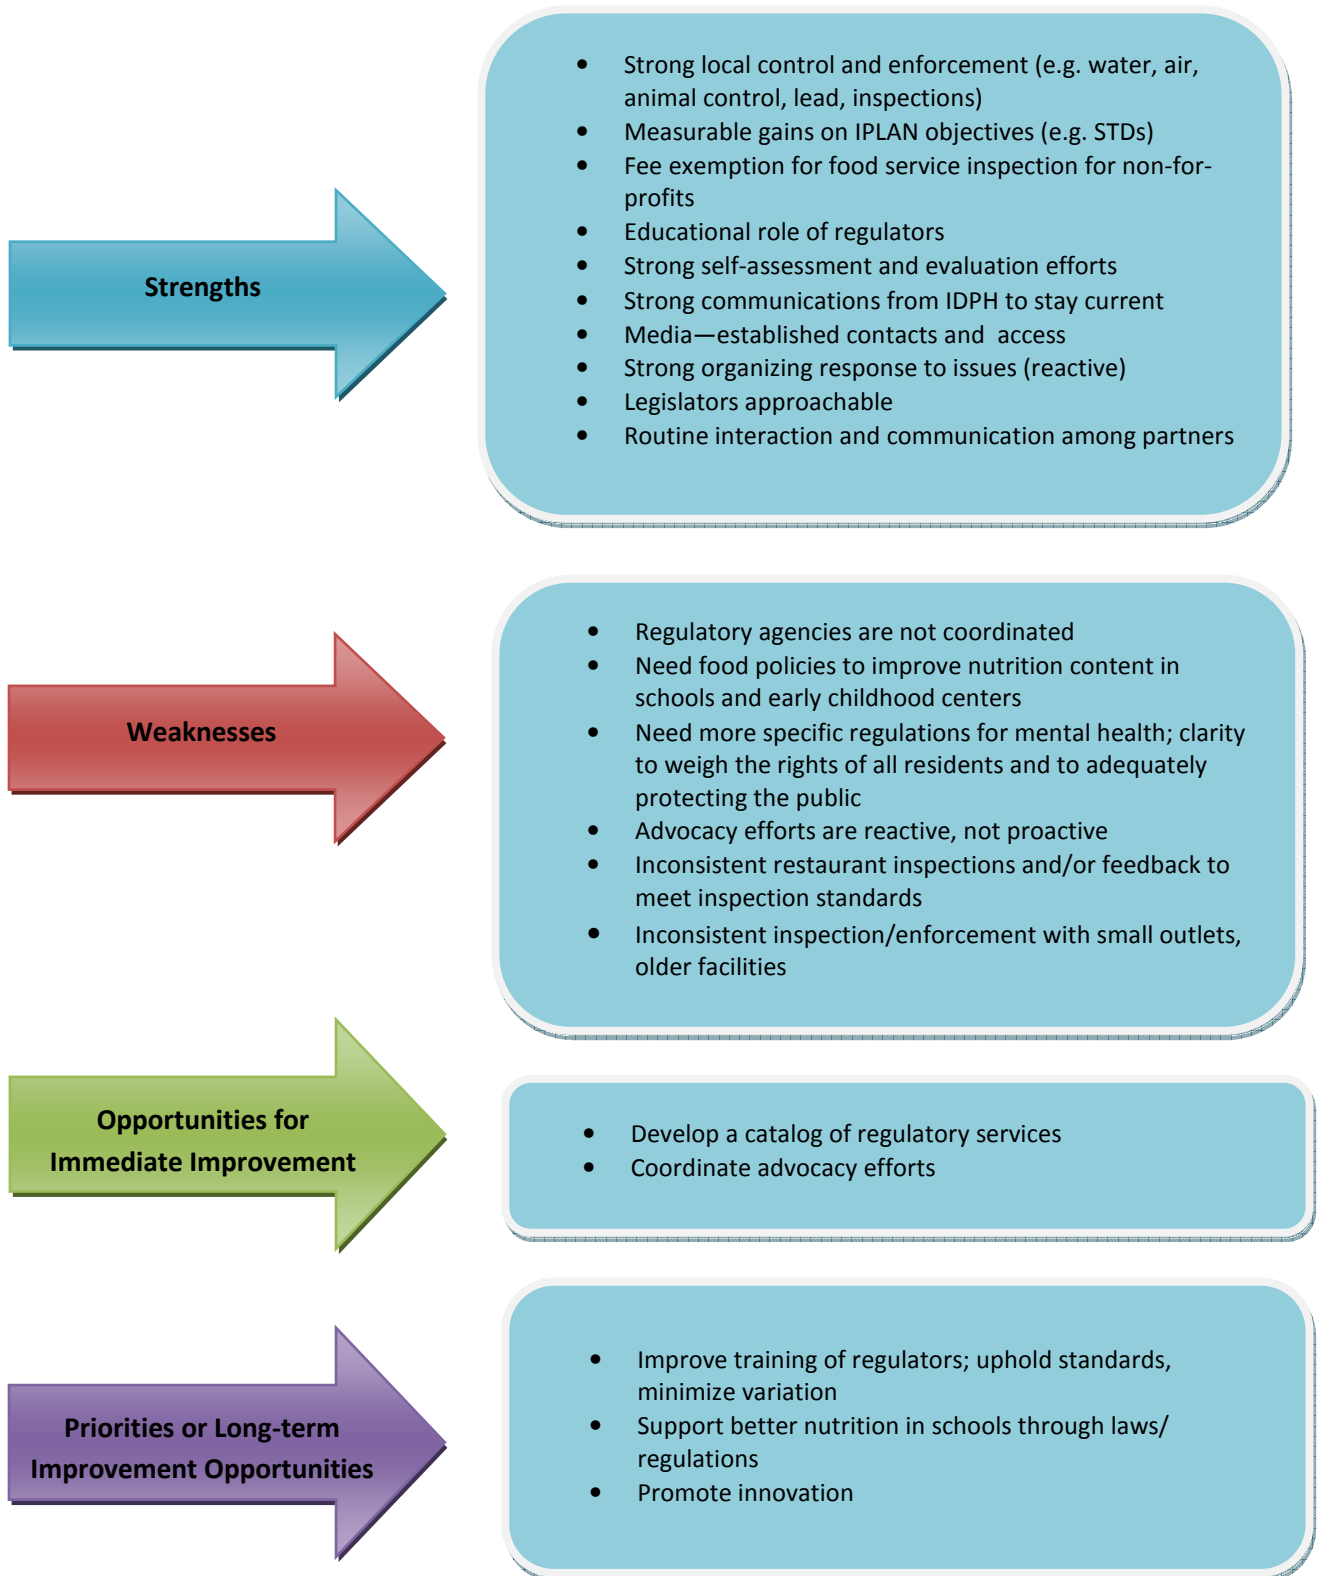 Strengths
• Strong local control and enforcement (e.g. water, air,
animal control, lead, inspections)
• Measurable gains on IPLAN objectives (e.g. STDs)
• Fee exemption for food service inspection for non-for-
profits
• Educational role of regulators
• Strong self-assessment and evaluation efforts
• Strong communications from IDPH to stay current
• Media—established contacts and access
• Strong organizing response to issues (reactive)
• Legislators approachable
• Routine interaction and communication among partners
Weaknesses
• Regulatory agencies are not coordinated
• Need food policies to improve nutrition content in
schools and early childhood centers
• Need more specific regulations for mental health; clarity
to weigh the rights of all residents and to adequately
protecting the public
• Advocacy efforts are reactive, not proactive
• Inconsistent restaurant inspections and/or feedback to
meet inspection standards
• Inconsistent inspection/enforcement with small outlets,
older facilities
Opportunities for
Immediate Improvement
• Develop a catalog of regulatory services
• Coordinate advocacy efforts
Priorities or Long-term
Improvement Opportunities
• Improve training of regulators; uphold standards,
minimize variation
• Support better nutrition in schools through laws/
regulations
• Promote innovation